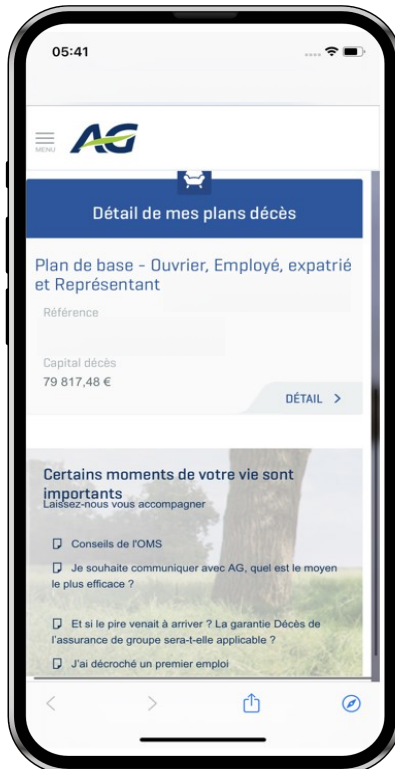 05:41
MENU
AG
Détail de mes plans décès
Plan de base - Ouvrier, Employé, expatrié
et Représentant
Référence
Capital décès
79 817,48 €
DÉTAIL >
Certains moments de votre vie sont
importants
Laissez-nous vous accompagner
Conseils de l'OMS
Je souhaite communiquer avec AG, quel est le moyen
le plus efficace ?
Et si le pire venait à arriver ? La garantie Décès de
l'assurance de groupe sera-t-elle applicable ?
J'ai décroché un premier emploi